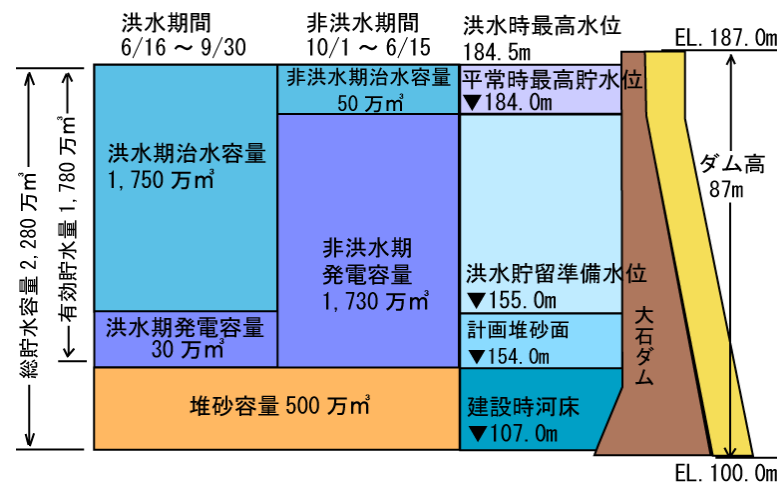 洪水期間
6/16 ～ 9/30
非洪水期間
10/1 ～ 6/15
洪水時最高水位
184.5m
EL. 187.0m
非洪水期治水容量
50 万㎥
平常時最高貯水位
▼184.0m
洪水期治水容量
1,750 万㎥
ダム高
87m
総貯水容量 2,280 万㎥
有効貯水量 1,780 万㎥
非洪水期
発電容量
1,730 万㎥
洪水貯留準備水位
▼155.0m
洪水期発電容量
30 万㎥
計画堆砂面
▼154.0m
大石ダム
堆砂容量 500 万㎥
建設時河床
▼107.0m
EL. 100.0m